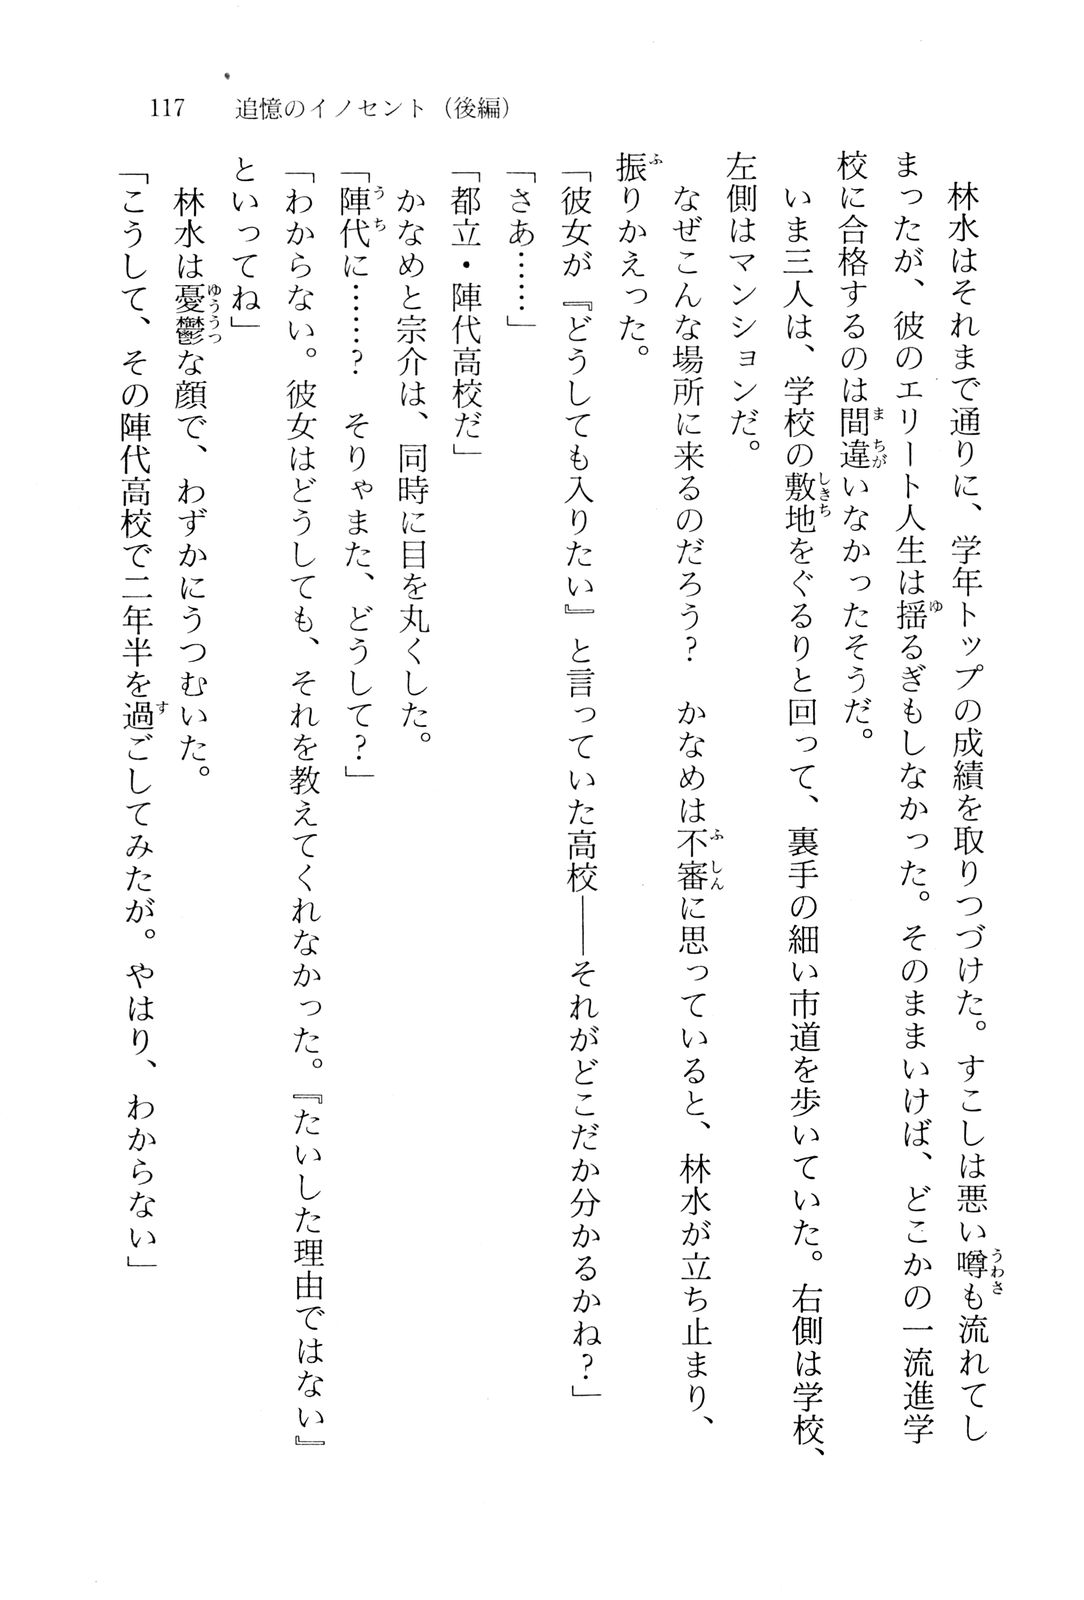 117　追憶のイノセント（後編）
　林水はそれまで通りに、学年トップの成績を取りつづけた。すこしは悪い噂も流れてし
まったが、彼のエリート人生は揺るぎもしなかった。そのままいけば、どこかの一流進学
校に合格するのは間違いなかったそうだ。
　いま三人は、学校の敷地をぐるりと回って、裏手の細い市道を歩いていた。右側は学校、
左側はマンションだ。
　なぜこんな場所に来るのだろう？　かなめは不審に思っていると、林水が立ち止まり、
振りかえった。
「彼女が『どうしても入りたい』と言っていた高校――それがどこだか分かるかね？」
「さあ……」
「都立・陣代高校だ」
　かなめと宗介は、同時に目を丸くした。
「陣代に……？　そりゃまた、どうして？」
「わからない。彼女はどうしても、それを教えてくれなかった。『たいした理由ではない』
といってね」
　林水は憂鬱な顔で、わずかにうつむいた。
「こうして、その陣代高校で二年半を過ごしてみたが。やはり、わからない」